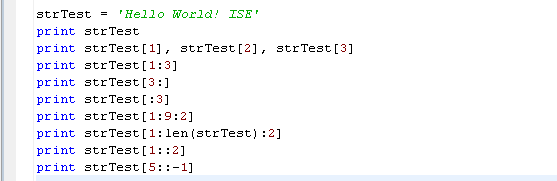 strTest = 'Hello World! ISE'
print strTest
print strTest[1], strTest[2], strTest[3]
print strTest[1:3]
print strTest[3:]
print strTest[:3]
print strTest[1:9:2]
print strTest[1:len(strTest):2]
print strTest[1::2]
print strTest[5::-1]